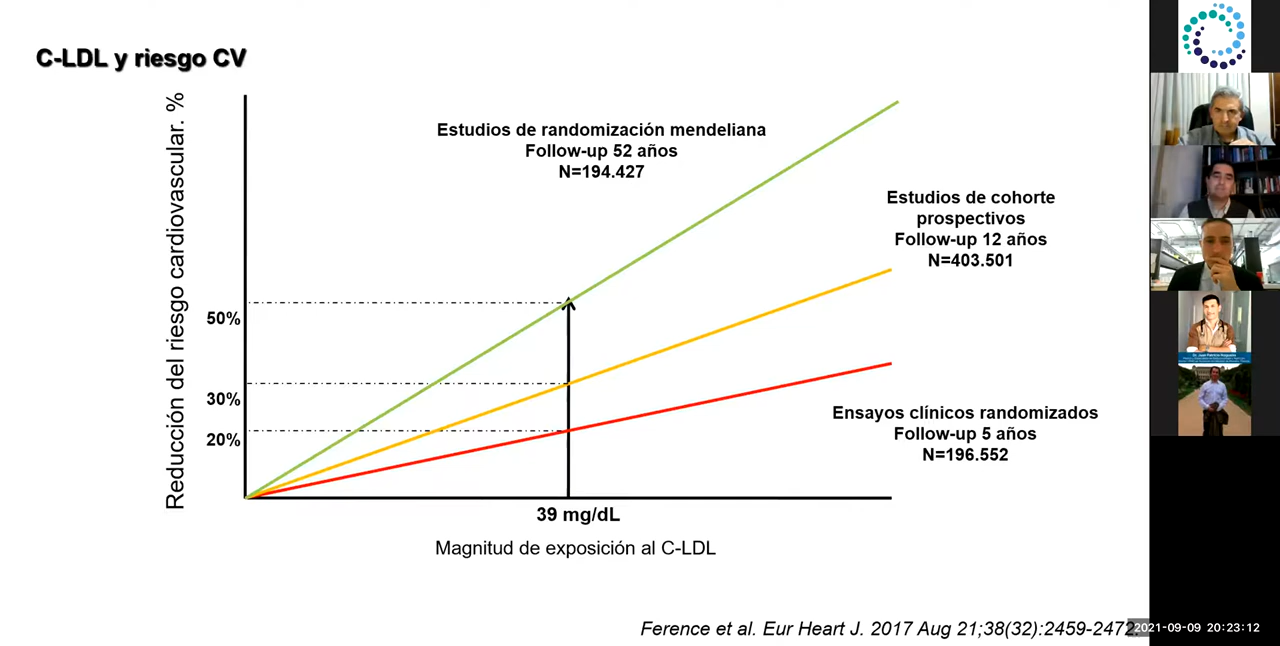 C-LDL y riesgo CV
Reducción del riesgo cardiovascular. %
Estudios de randomización mendeliana
Follow-up 52 años
N=194.427
Estudios de cohorte
prospectivos
Follow-up 12 años
N=403.501
50%
30%
20%
Ensayos clínicos randomizados
Follow-up 5 años
N=196.552
39 mg/dL
Magnitud de exposición al C-LDL
Ference et al. Eur Heart J. 2017 Aug 21;38(32):2459-2472.
2021-09-09 20:23:12